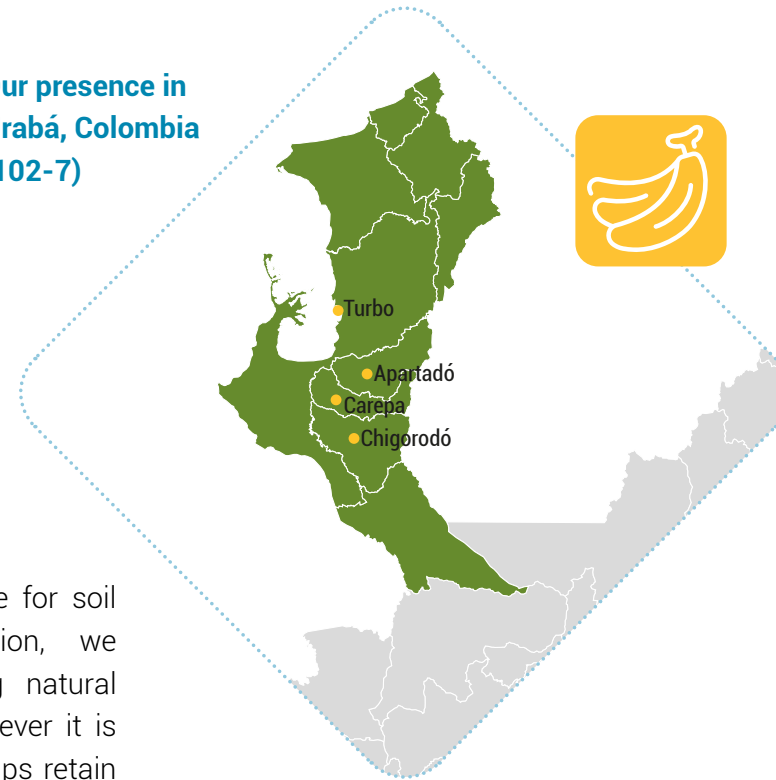 ur presence in
rabá, Colombia
102-7)
Turbo
Apartadó
Carepa
Chigorodó
e for soil
ion, we
g natural
ever it is
ps retain